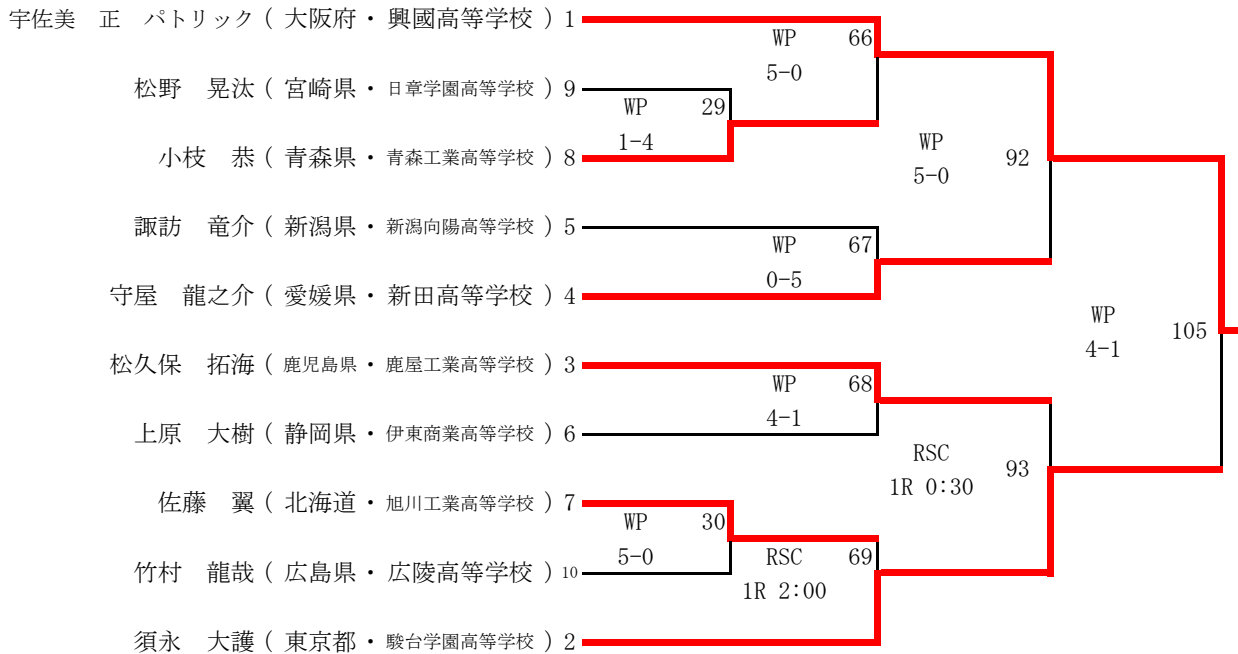 宇佐美　正　パトリック ( 大阪府 ・ 興國高等学校 ) 1
WP 66
5-0
松野　晃汰 ( 宮崎県 ・ 日章学園高等学校 ) 9
WP 29
1-4
小枝　恭 ( 青森県 ・ 青森工業高等学校 ) 8
WP 92
5-0
諏訪　竜介 ( 新潟県 ・ 新潟向陽高等学校 ) 5
WP 67
0-5
守屋　龍之介 ( 愛媛県 ・ 新田高等学校 ) 4
WP 105
4-1
松久保　拓海 ( 鹿児島県 ・ 鹿屋工業高等学校 ) 3
WP 68
4-1
上原　大樹 ( 静岡県 ・ 伊東商業高等学校 ) 6
RSC 93
1R 0:30
佐藤　翼 ( 北海道 ・ 旭川工業高等学校 ) 7
WP 30
5-0
RSC 69
1R 2:00
竹村　龍哉 ( 広島県 ・ 広陵高等学校 ) 10
須永　大護 ( 東京都 ・ 駿台学園高等学校 ) 2